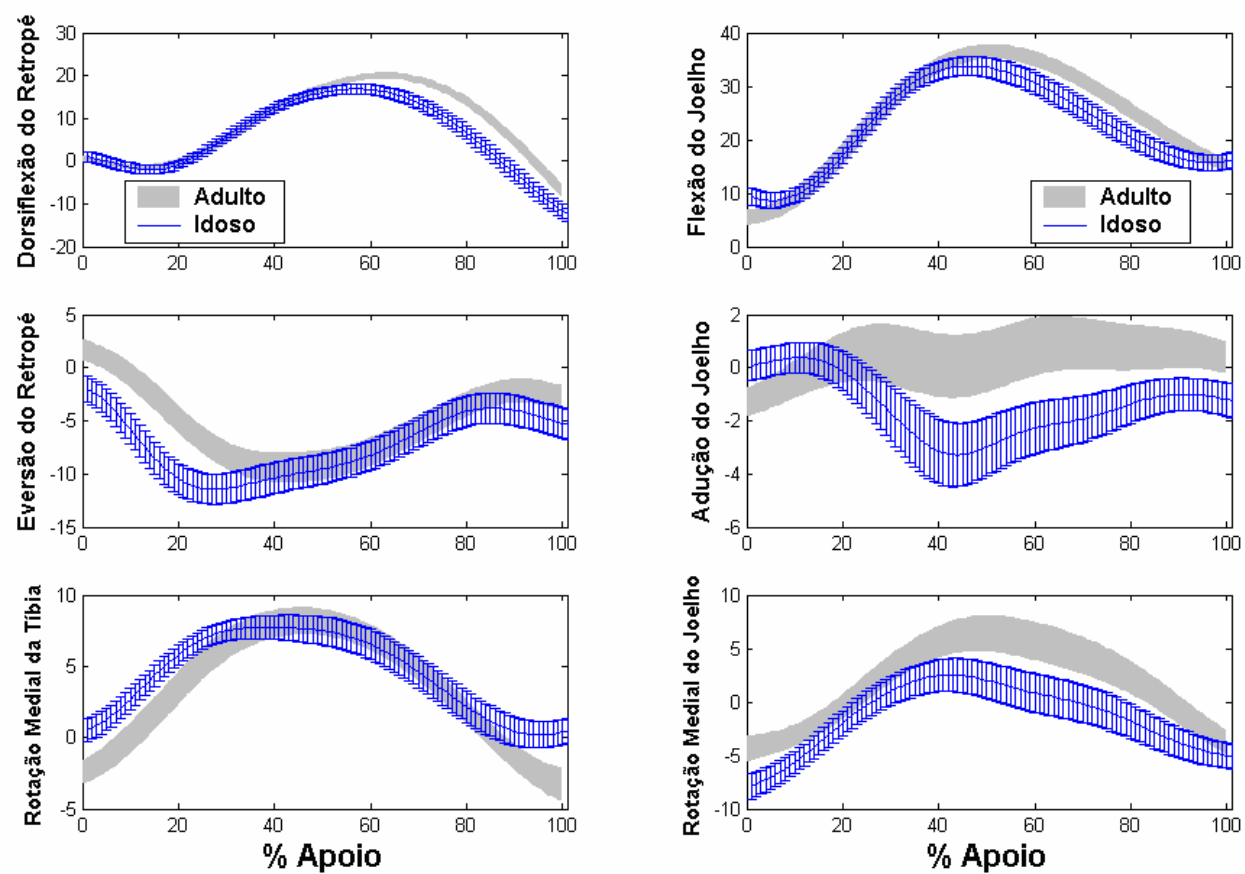 Dorsiflexão do Retropé
30
20
10
0
-10
-20
0 20 40 60 80 100
Adulto
Idoso
Flexão do Joelho
40
30
20
10
0
0 20 40 60 80 100
Adulto
Idoso
Eversão do Retropé
5
0
-5
-10
-15
0 20 40 60 80 100
Adução do Joelho
2
0
-2
-4
-6
0 20 40 60 80 100
Rotação Medial da Tíbia
10
5
0
-5
0 20 40 60 80 100
% Apoio
Rotação Medial do Joelho
10
5
0
-5
-10
0 20 40 60 80 100
% Apoio